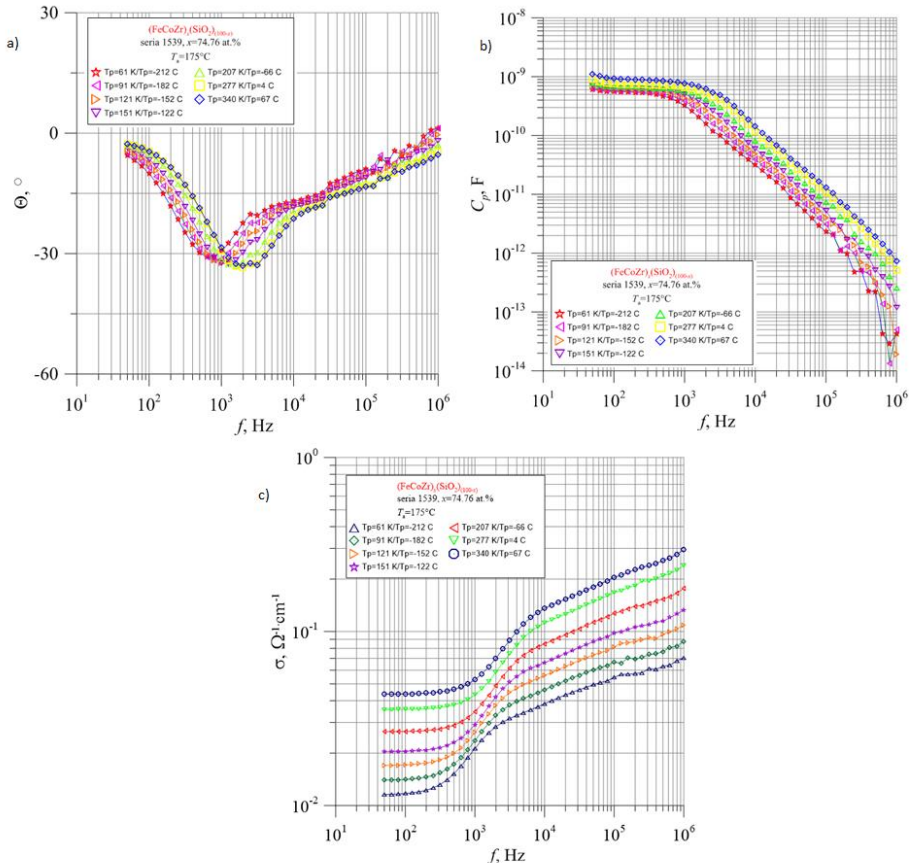 a)
30
0
-30
-60
Θ, °
(FeCoZr)ₓ(SiO₂)₍₁₀₀₋ₓ₎
seria 1539, x=74.76 at.%
Tₐ=175°C
Tp=61 K/Tp=-212 C Tp=207 K/Tp=-66 C
Tp=91 K/Tp=-182 C Tp=277 K/Tp=4 C
Tp=121 K/Tp=-152 C Tp=340 K/Tp=67 C
Tp=151 K/Tp=-122 C
10¹ 10² 10³ 10⁴ 10⁵ 10⁶
f, Hz
b)
10⁻⁸
10⁻⁹
10⁻¹⁰
10⁻¹¹
10⁻¹²
10⁻¹³
10⁻¹⁴
Cₚ, F
(FeCoZr)ₓ(SiO₂)₍₁₀₀₋ₓ₎
seria 1539, x=74.76 at.%
Tₐ=175°C
Tp=61 K/Tp=-212 C Tp=207 K/Tp=-66 C
Tp=91 K/Tp=-182 C Tp=277 K/Tp=4 C
Tp=121 K/Tp=-152 C Tp=340 K/Tp=67 C
Tp=151 K/Tp=-122 C
10¹ 10² 10³ 10⁴ 10⁵ 10⁶
f, Hz
c)
10⁰
10⁻¹
10⁻²
σ, Ω⁻¹·cm⁻¹
(FeCoZr)ₓ(SiO₂)₍₁₀₀₋ₓ₎
seria 1539, x=74.76 at.%
Tₐ=175°C
Tp=61 K/Tp=-212 C Tp=207 K/Tp=-66 C
Tp=91 K/Tp=-182 C Tp=277 K/Tp=4 C
Tp=121 K/Tp=-152 C Tp=340 K/Tp=67 C
Tp=151 K/Tp=-122 C
10¹ 10² 10³ 10⁴ 10⁵ 10⁶
f, Hz